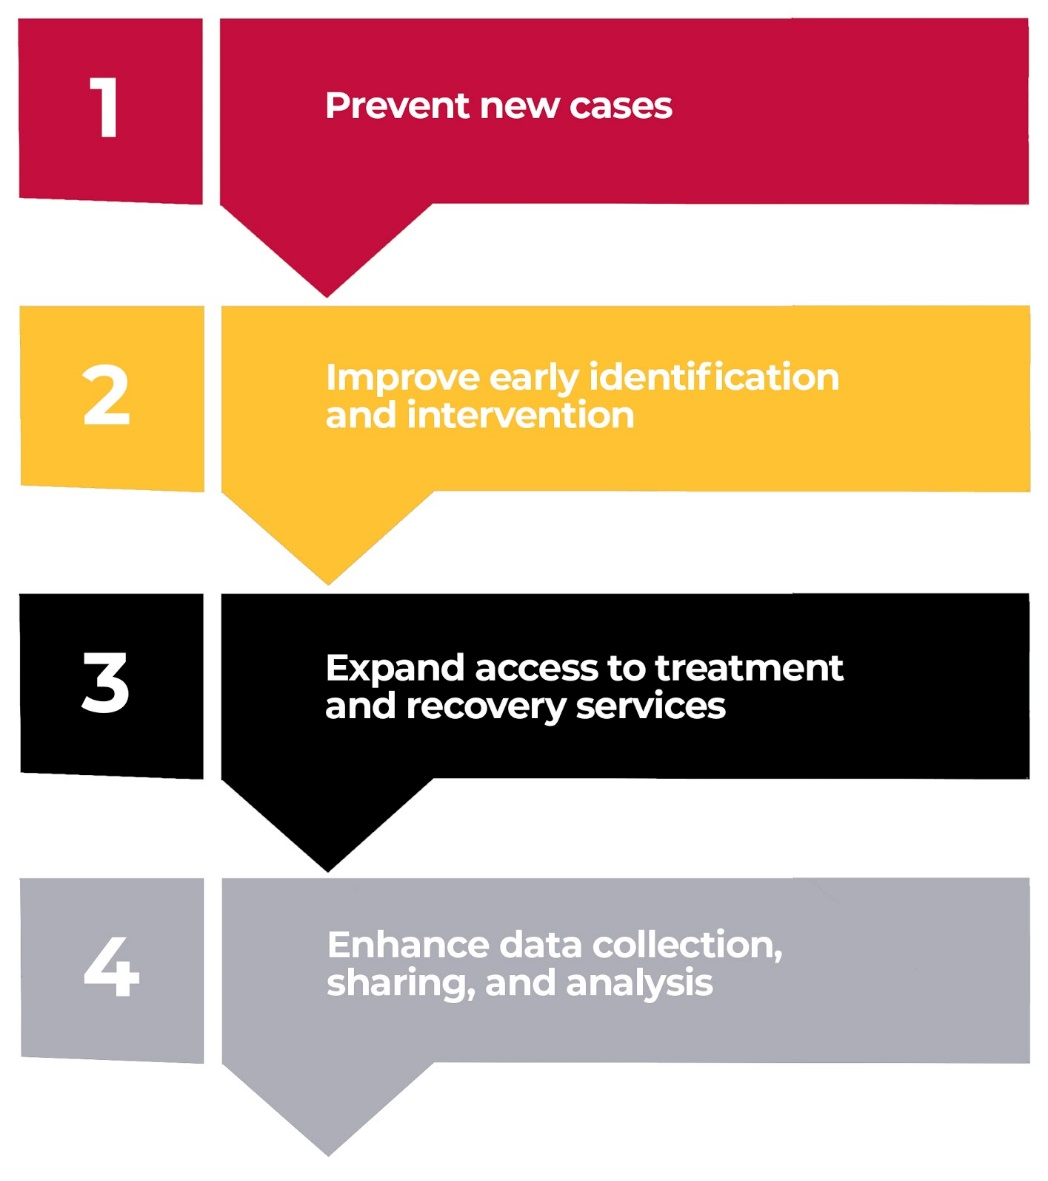 1
Prevent new cases
2
Improve early identification
and intervention
3
Expand access to treatment
and recovery services
4
Enhance data collection,
sharing, and analysis